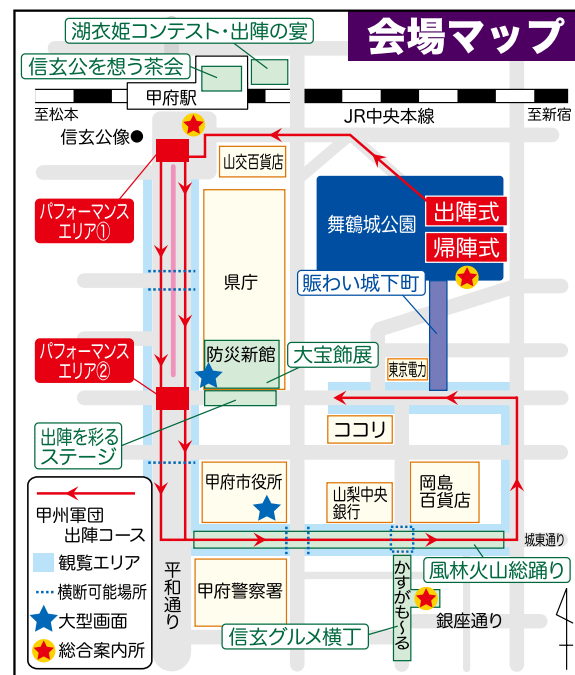 会場マップ
湖衣姫コンテスト・出陣の宴
信玄公を想う茶会
甲府駅
至松本
JR中央本線
至新宿
信玄公像
山交百貨店
パフォーマンス
エリア①
舞鶴城公園
出陣式
帰陣式
県庁
賑わい城下町
パフォーマンス
エリア②
防災新館
大宝飾展
東京電力
出陣を彩る
ステージ
ココリ
甲府市役所
山梨中央
銀行
岡島
百貨店
甲州軍団
出陣コース
観覧エリア
横断可能場所
大型画面
総合案内所
城東通り
風林火山総踊り
平和通り
甲府警察署
かすがも〜る
銀座通り
信玄グルメ横丁